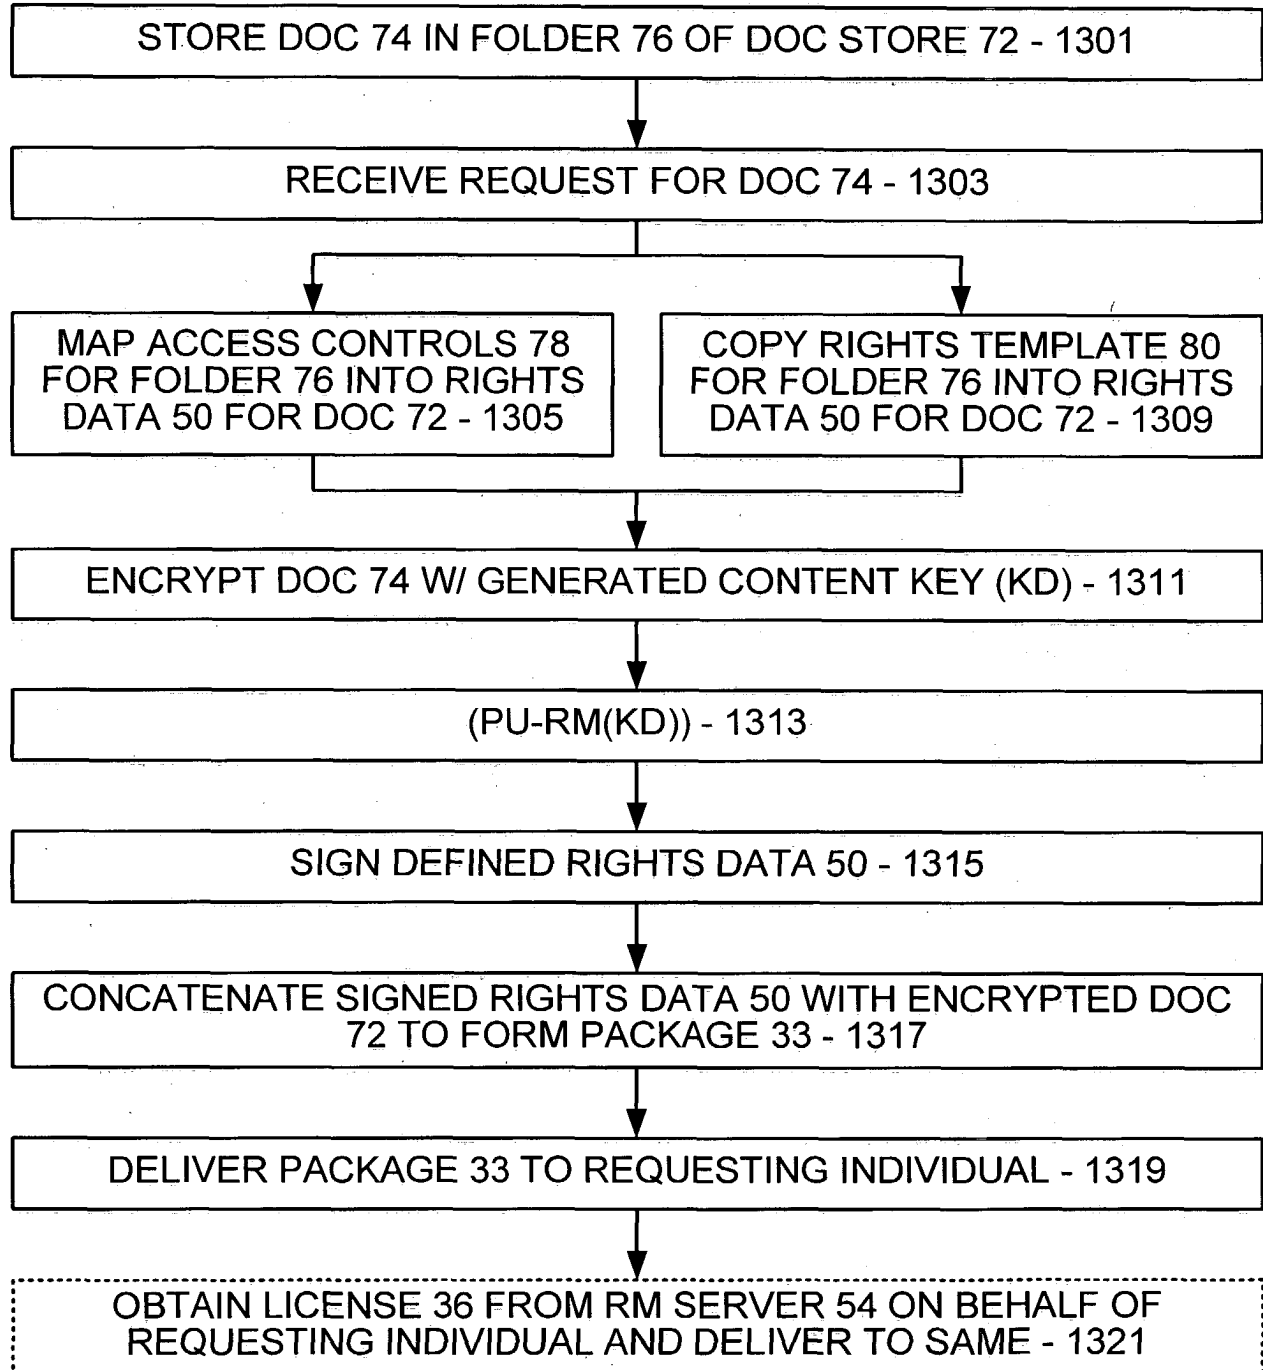 STORE DOC 74 IN FOLDER 76 OF DOC STORE 72 - 1301
RECEIVE REQUEST FOR DOC 74 - 1303
MAP ACCESS CONTROLS 78
FOR FOLDER 76 INTO RIGHTS
DATA 50 FOR DOC 72 - 1305
COPY RIGHTS TEMPLATE 80
FOR FOLDER 76 INTO RIGHTS
DATA 50 FOR DOC 72 - 1309
ENCRYPT DOC 74 W/ GENERATED CONTENT KEY (KD) - 1311
(PU-RM(KD)) - 1313
SIGN DEFINED RIGHTS DATA 50 - 1315
CONCATENATE SIGNED RIGHTS DATA 50 WITH ENCRYPTED DOC
72 TO FORM PACKAGE 33 - 1317
DELIVER PACKAGE 33 TO REQUESTING INDIVIDUAL - 1319
OBTAIN LICENSE 36 FROM RM SERVER 54 ON BEHALF OF
REQUESTING INDIVIDUAL AND DELIVER TO SAME - 1321